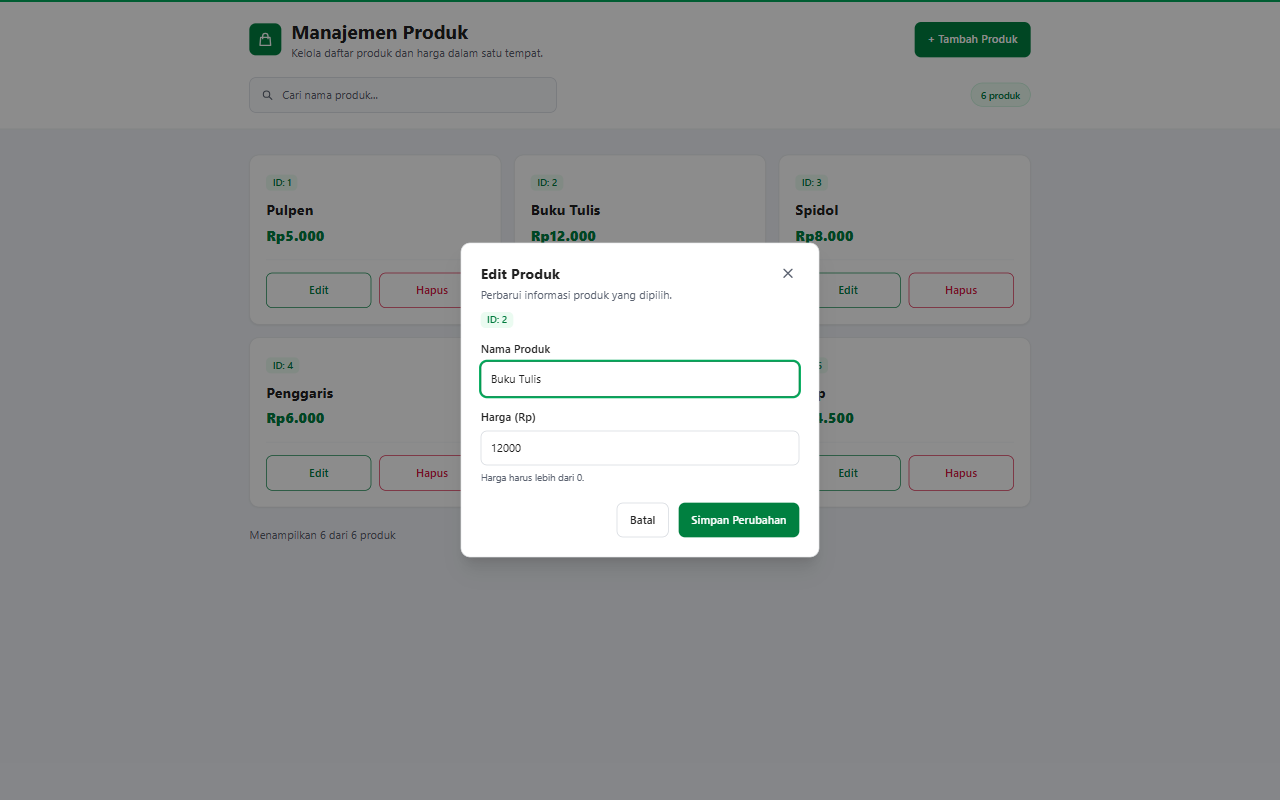 Manajemen Produk
Kelola daftar produk dan harga dalam satu tempat.
+ Tambah Produk
Cari nama produk...
6 produk
ID: 1
Pulpen
Rp5.000
Edit
Hapus
ID: 2
Buku Tulis
Rp12.000
ID: 3
Spidol
Rp8.000
Edit
Hapus
Edit Produk
Perbarui informasi produk yang dipilih.
ID: 2
Nama Produk
Buku Tulis
Harga (Rp)
12000
Harga harus lebih dari 0.
Batal
Simpan Perubahan
ID: 4
Penggaris
Rp6.000
Edit
Hapus
.500
Edit
Hapus
Menampilkan 6 dari 6 produk